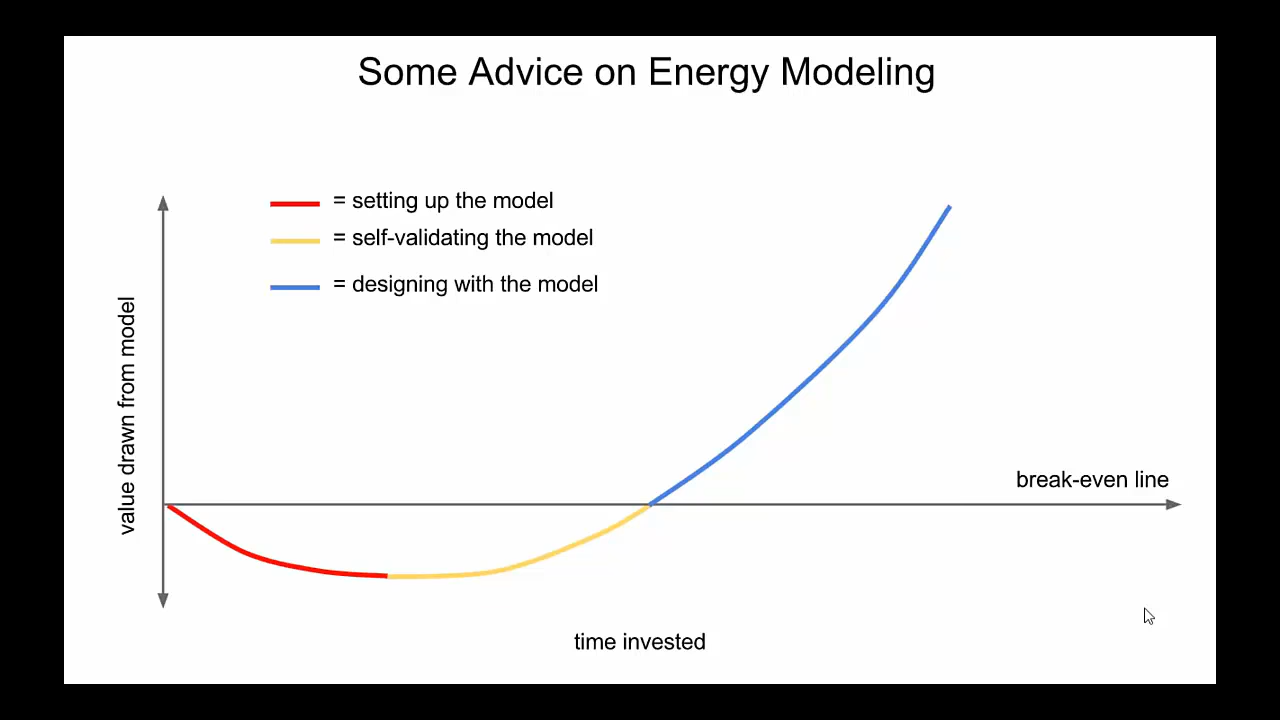 Some Advice on Energy Modeling
= setting up the model
= self-validating the model
= designing with the model
value drawn from model
break-even line
time invested